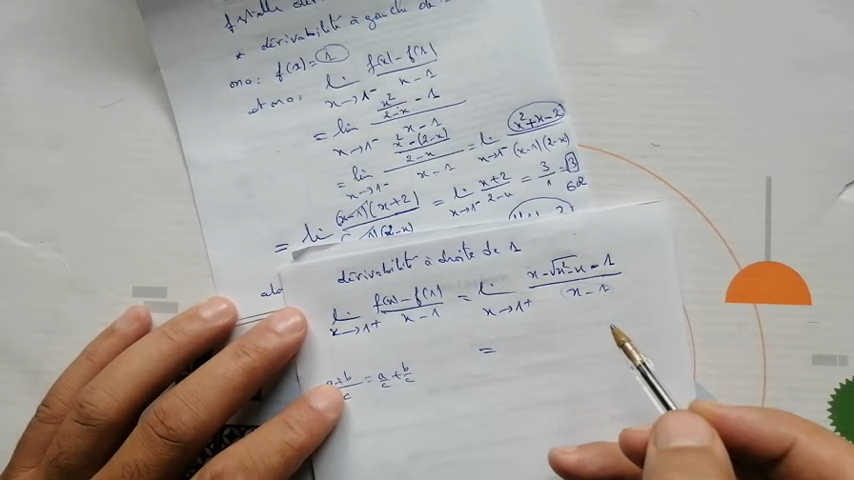 * dérivabilité à gauche de
on a: f(1) = 1
et on a: lim x→1⁻ (f(x) - f(1))/(x - 1)
= lim x→1⁻ (x²/(2-x) - 1)/(x - 1)
= lim x→1⁻ ((x² - (2-x))/(2-x))/(x - 1) = lim x→1⁻ (x² + x - 2)/((x-1)(2-x))
= lim (x-1)(x+2)/((x-1)(2-x)) = lim x→1⁻ (x+2)/(2-x) = 3/1 = 3
dérivabilité à droite de 1
lim x→1⁺ (f(x) - f(1))/(x - 1) = lim x→1⁺ (x - √(x²-x) - 1)/(x - 1)
=
(a+b)/c = a/c + b/c